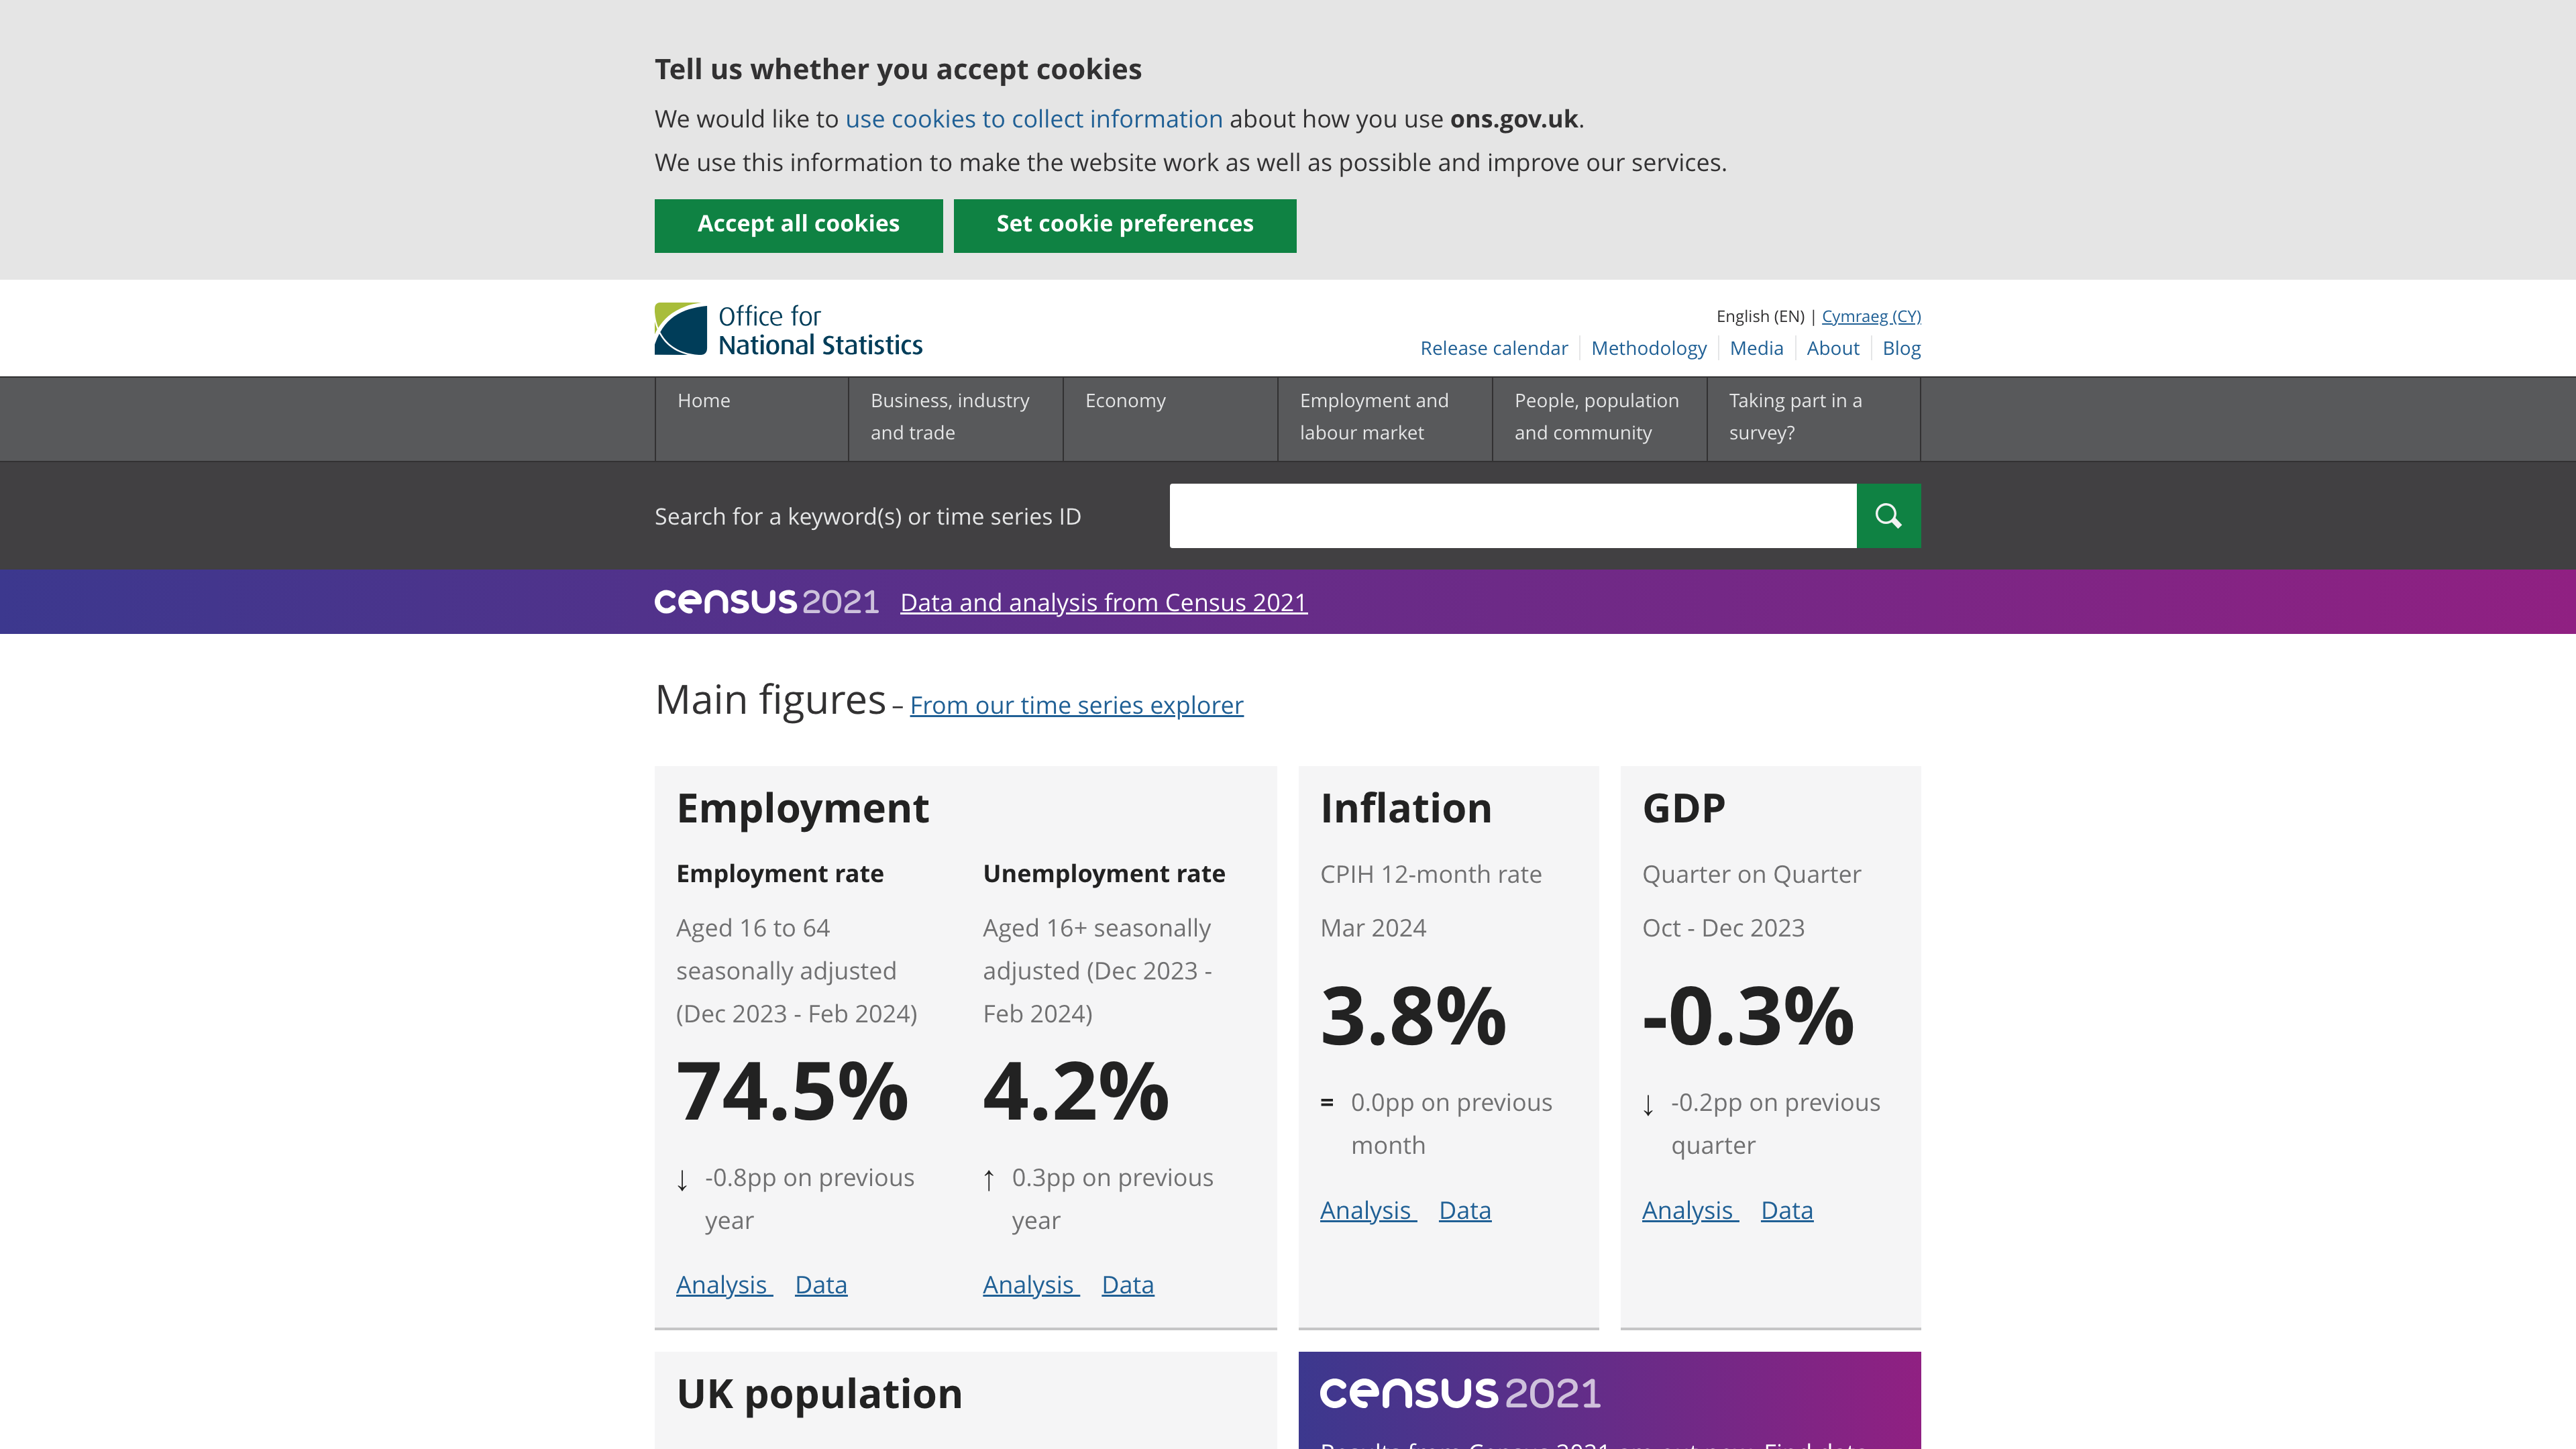 Tell us whether you accept cookies
We would like to use cookies to collect information about how you use ons.gov.uk.
We use this information to make the website work as well as possible and improve our services.
Accept all cookies
Set cookie preferences
Office for
National Statistics
English (EN) | Cymraeg (CY)
Release calendar
Methodology
Media
About
Blog
Home
Business, industry
and trade
Economy
Employment and
labour market
People, population
and community
Taking part in a
survey?
Search for a keyword(s) or time series ID
census 2021
Data and analysis from Census 2021
Main figures – From our time series explorer
Employment
Employment rate
Aged 16 to 64
seasonally adjusted
(Dec 2023 - Feb 2024)
74.5%
↓ -0.8pp on previous
year
Analysis Data
Unemployment rate
Aged 16+ seasonally
adjusted (Dec 2023 -
Feb 2024)
4.2%
↑ 0.3pp on previous
year
Analysis Data
Inflation
CPIH 12-month rate
Mar 2024
3.8%
= 0.0pp on previous
month
Analysis Data
GDP
Quarter on Quarter
Oct - Dec 2023
-0.3%
↓ -0.2pp on previous
quarter
Analysis Data
UK population
census 2021
Results from Census 2021 are out now. Find data